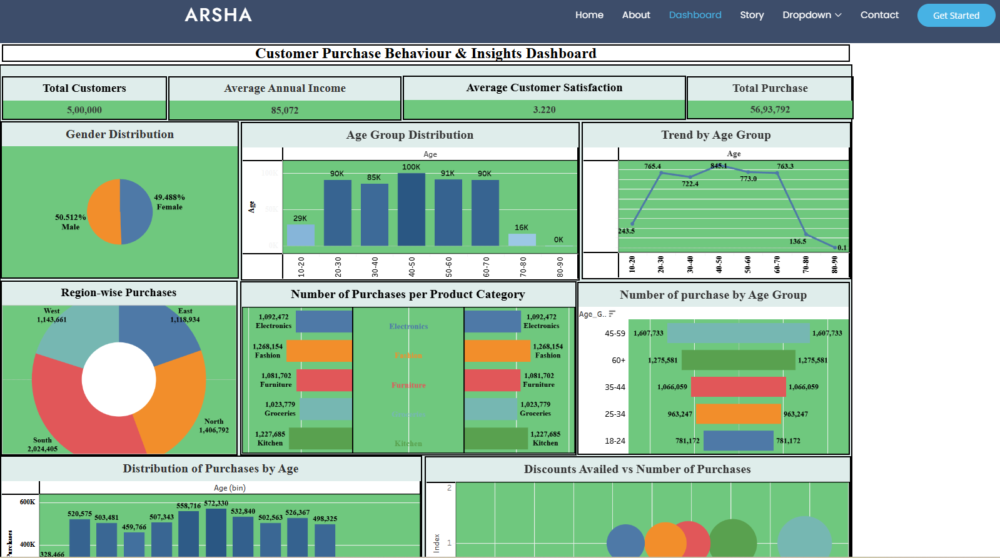 ARSHA
Home About Dashboard Story Dropdown Contact Get Started
Customer Purchase Behaviour & Insights Dashboard
Total Customers
5,00,000
Average Annual Income
85,072
Average Customer Satisfaction
3.220
Total Purchase
56,93,792
Gender Distribution
49.488%
Female
50.512%
Male
Age Group Distribution
Age
Age
100K
50K
0K
29K
90K
85K
100K
91K
90K
16K
0K
10-20
20-30
30-40
40-50
50-60
60-70
70-80
80-90
Trend by Age Group
Age
243.5
765.4
722.4
845.1
773.0
763.3
136.5
0.1
10-20
20-30
30-40
40-50
50-60
60-70
70-80
80-90
Region-wise Purchases
West
1,143,661
East
1,118,934
North
1,406,792
South
2,024,405
Number of Purchases per Product Category
1,092,472
Electronics
Electronics
1,092,472
Electronics
1,268,154
Fashion
Fashion
1,268,154
Fashion
1,081,702
Furniture
Furniture
1,081,702
Furniture
1,023,779
Groceries
Groceries
1,023,779
Groceries
1,227,685
Kitchen
Kitchen
1,227,685
Kitchen
Number of purchase by Age Group
Age_G..
45-59 1,607,733 1,607,733
60+ 1,275,581 1,275,581
35-44 1,066,059 1,066,059
25-34 963,247 963,247
18-24 781,172 781,172
Distribution of Purchases by Age
Age (bin)
600K
400K
Purchases
328,466
520,575
503,481
459,766
507,343
558,716
572,330
532,840
502,563
526,367
498,325
Discounts Availed vs Number of Purchases
2
1
Index